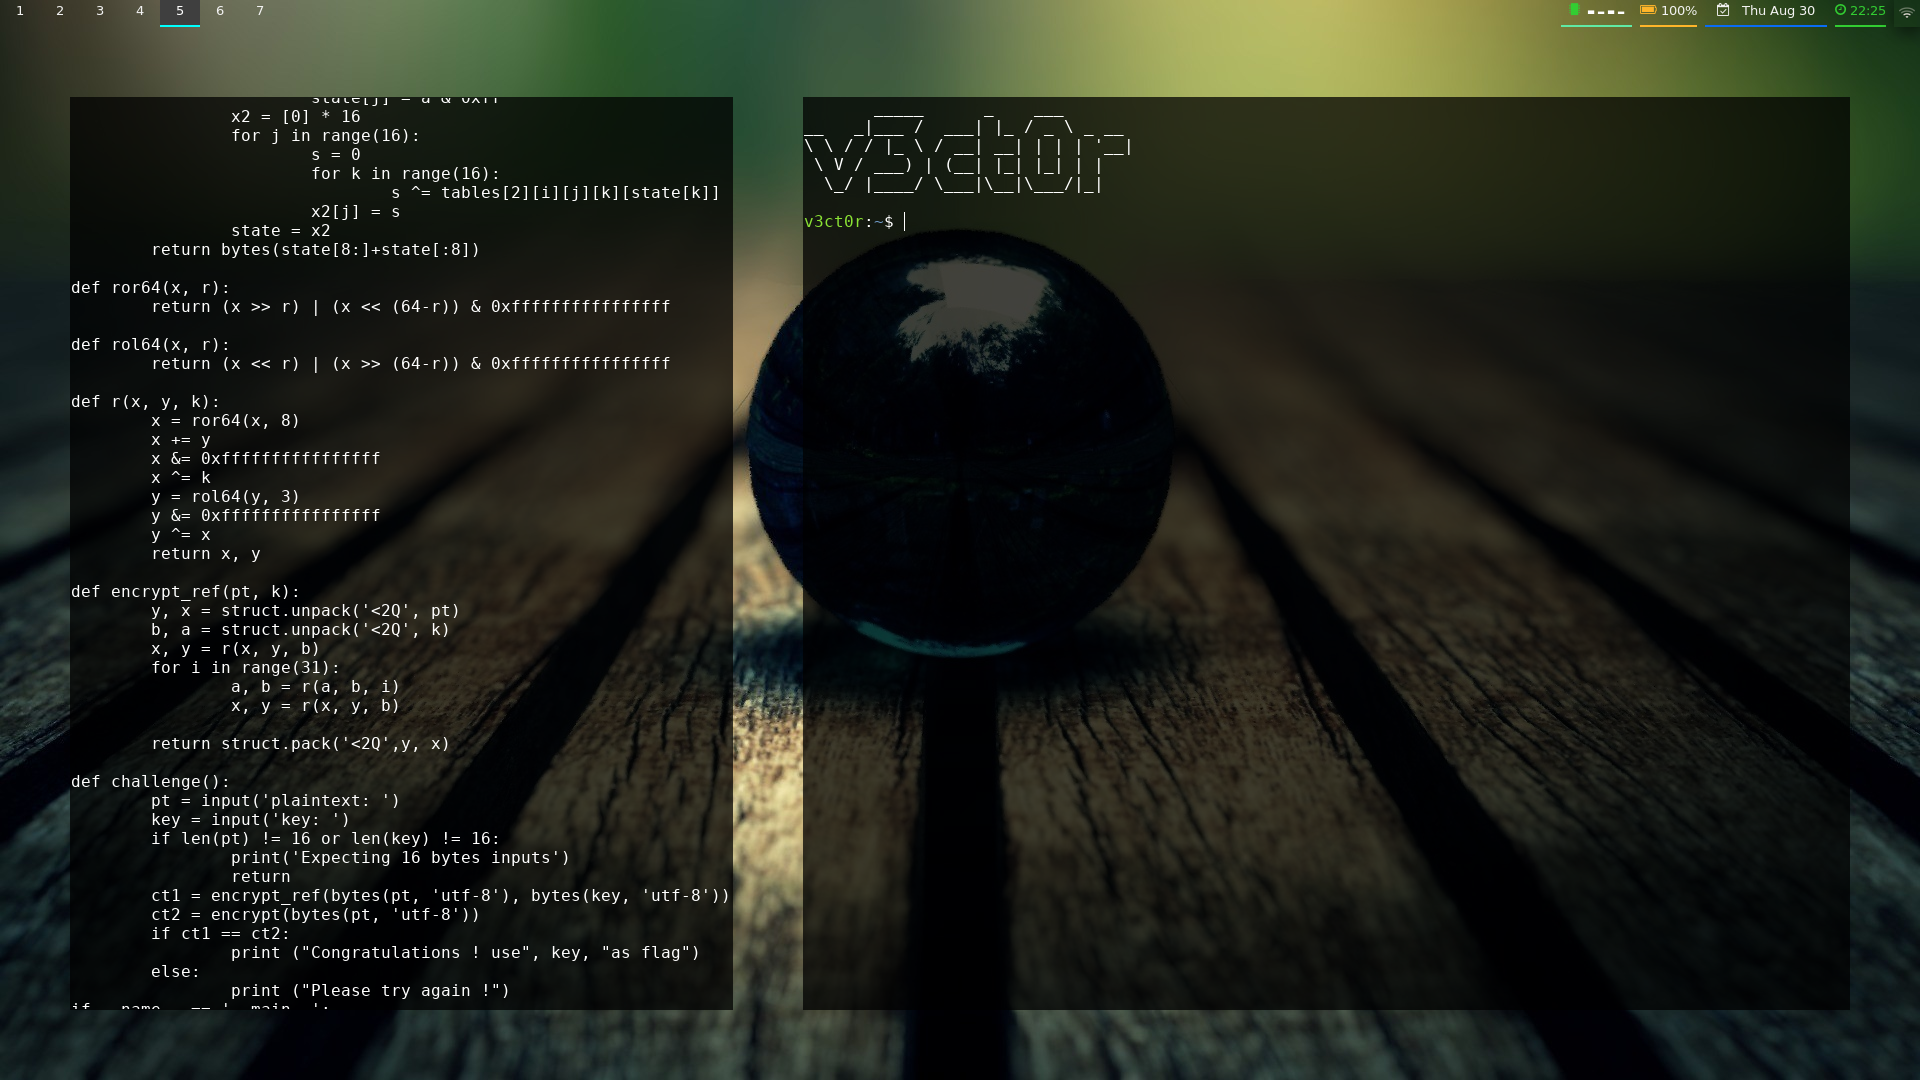 1 2 3 4 5 6 7
100% Thu Aug 30 22:25
state[j] = a & 0xff
x2 = [0] * 16
for j in range(16):
s = 0
for k in range(16):
s ^= tables[2][i][j][k][state[k]]
x2[j] = s
state = x2
return bytes(state[8:]+state[:8])
def ror64(x, r):
return (x >> r) | (x << (64-r)) & 0xffffffffffffffff
def rol64(x, r):
return (x << r) | (x >> (64-r)) & 0xffffffffffffffff
def r(x, y, k):
x = ror64(x, 8)
x += y
x &= 0xffffffffffffffff
x ^= k
y = rol64(y, 3)
y &= 0xffffffffffffffff
y ^= x
return x, y
def encrypt_ref(pt, k):
y, x = struct.unpack('<2Q', pt)
b, a = struct.unpack('<2Q', k)
x, y = r(x, y, b)
for i in range(31):
a, b = r(a, b, i)
x, y = r(x, y, b)
return struct.pack('<2Q',y, x)
def challenge():
pt = input('plaintext: ')
key = input('key: ')
if len(pt) != 16 or len(key) != 16:
print('Expecting 16 bytes inputs')
return
ct1 = encrypt_ref(bytes(pt, 'utf-8'), bytes(key, 'utf-8'))
ct2 = encrypt(bytes(pt, 'utf-8'))
if ct1 == ct2:
print ("Congratulations ! use", key, "as flag")
else:
print ("Please try again !")
if __name__ == '__main__':
v3ct0r
v3ct0r:~$